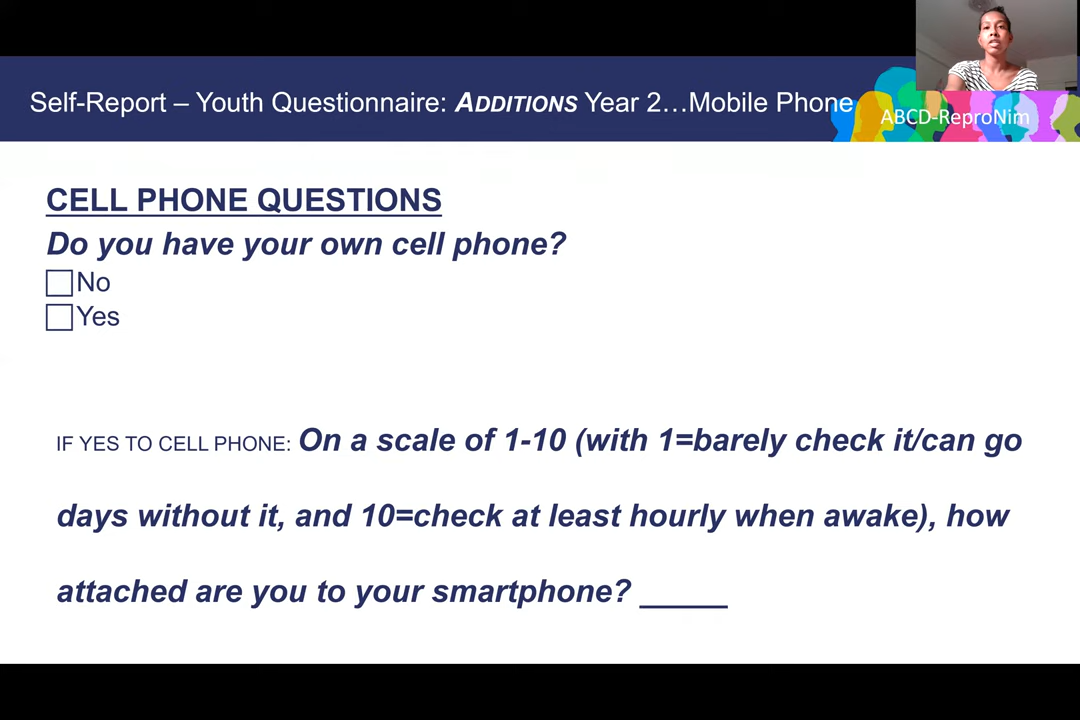 Self-Report – Youth Questionnaire: ADDITIONS Year 2…Mobile Phone
ABCD-ReproNim
CELL PHONE QUESTIONS
Do you have your own cell phone?
No
Yes
IF YES TO CELL PHONE: On a scale of 1-10 (with 1=barely check it/can go
days without it, and 10=check at least hourly when awake), how
attached are you to your smartphone? _____